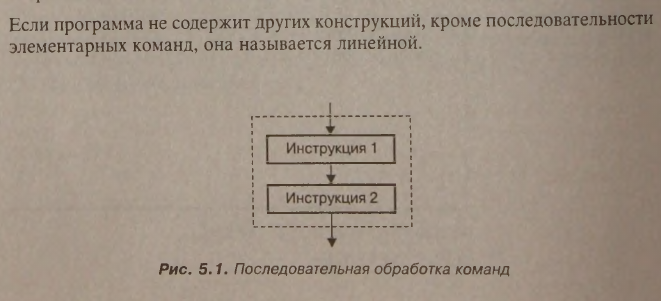 Если программа не содержит других конструкций, кроме последовательности
элементарных команд, она называется линейной.
Инструкция 1
Инструкция 2
Рис. 5.1. Последовательная обработка команд